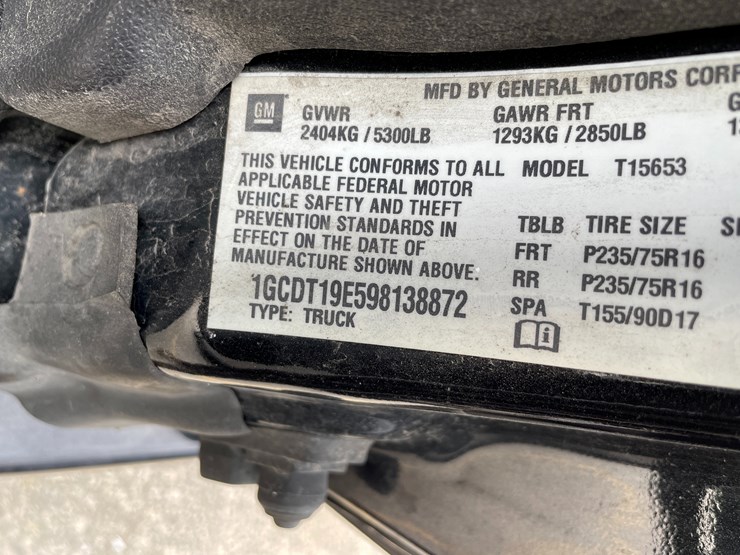 MFD BY GENERAL MOTORS CORP
GM
GVWR GAWR FRT G
2404KG / 5300LB 1293KG / 2850LB
THIS VEHICLE CONFORMS TO ALL MODEL T15653
APPLICABLE FEDERAL MOTOR
VEHICLE SAFETY AND THEFT
PREVENTION STANDARDS IN TBLB TIRE SIZE
EFFECT ON THE DATE OF FRT P235/75R16
MANUFACTURE SHOWN ABOVE. RR P235/75R16
1GCDT19E598138872 SPA T155/90D17
TYPE: TRUCK